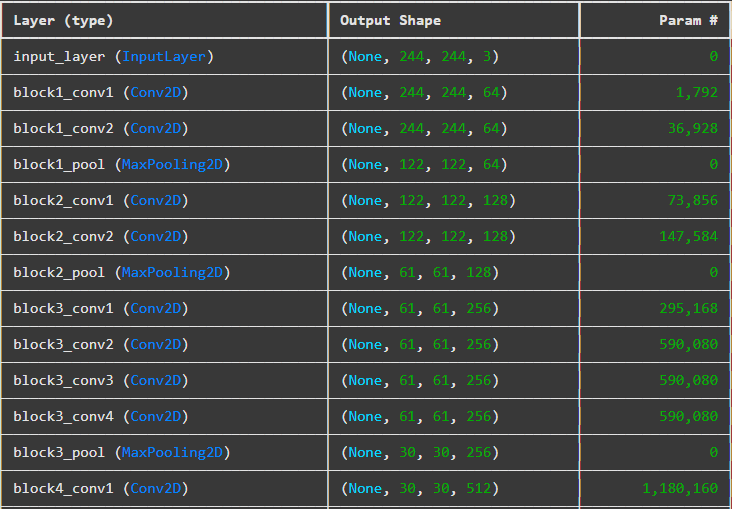 Layer (type) Output Shape Param #
input_layer (InputLayer) (None, 244, 244, 3) 0
block1_conv1 (Conv2D) (None, 244, 244, 64) 1,792
block1_conv2 (Conv2D) (None, 244, 244, 64) 36,928
block1_pool (MaxPooling2D) (None, 122, 122, 64) 0
block2_conv1 (Conv2D) (None, 122, 122, 128) 73,856
block2_conv2 (Conv2D) (None, 122, 122, 128) 147,584
block2_pool (MaxPooling2D) (None, 61, 61, 128) 0
block3_conv1 (Conv2D) (None, 61, 61, 256) 295,168
block3_conv2 (Conv2D) (None, 61, 61, 256) 590,080
block3_conv3 (Conv2D) (None, 61, 61, 256) 590,080
block3_conv4 (Conv2D) (None, 61, 61, 256) 590,080
block3_pool (MaxPooling2D) (None, 30, 30, 256) 0
block4_conv1 (Conv2D) (None, 30, 30, 512) 1,180,160